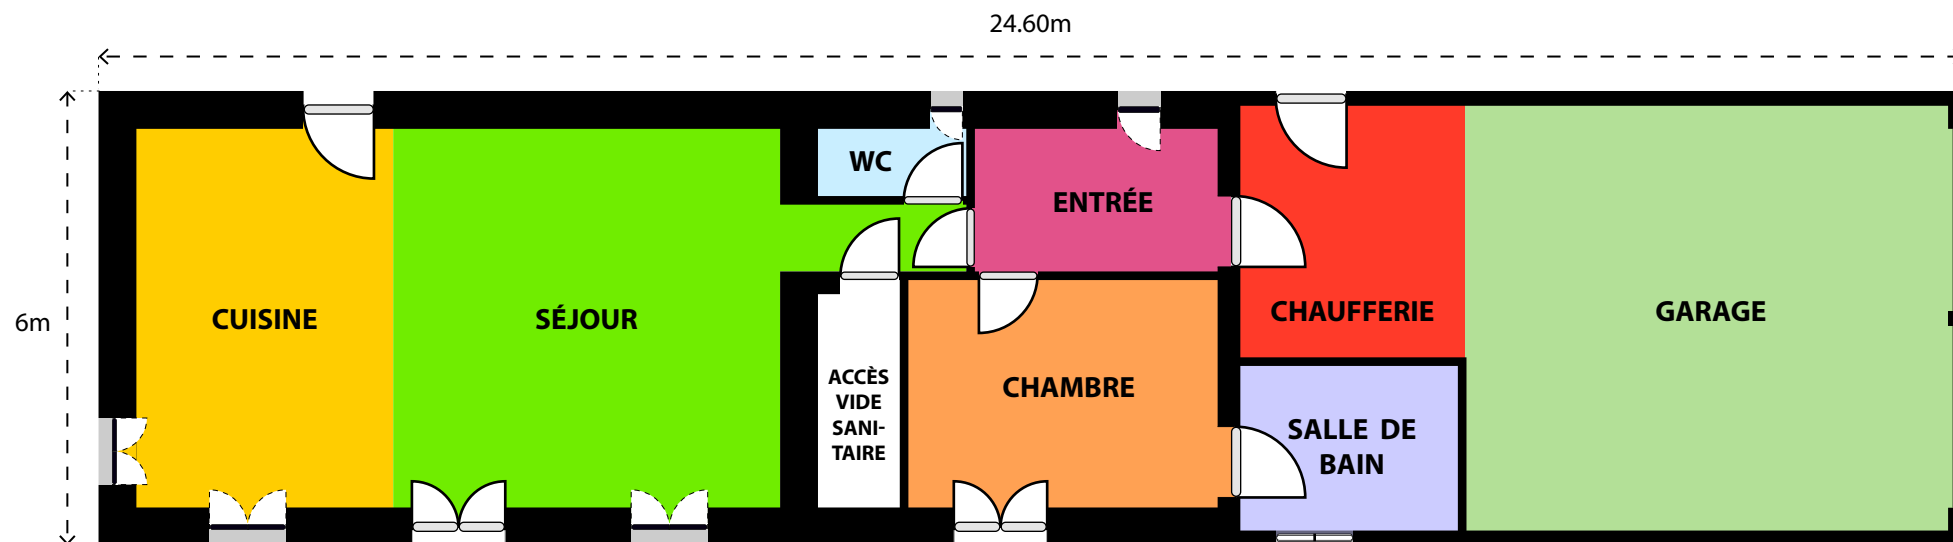 24.60m
6m
CUISINE
SÉJOUR
WC
ENTRÉE
ACCÈS
VIDE
SANI-
TAIRE
CHAMBRE
CHAUFFERIE
SALLE DE
BAIN
GARAGE